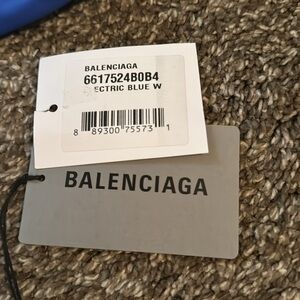 BALENCIAGA
6617524B0B4
ECTRIC BLUE W
8 89300 75573 1
BALENCIAGA